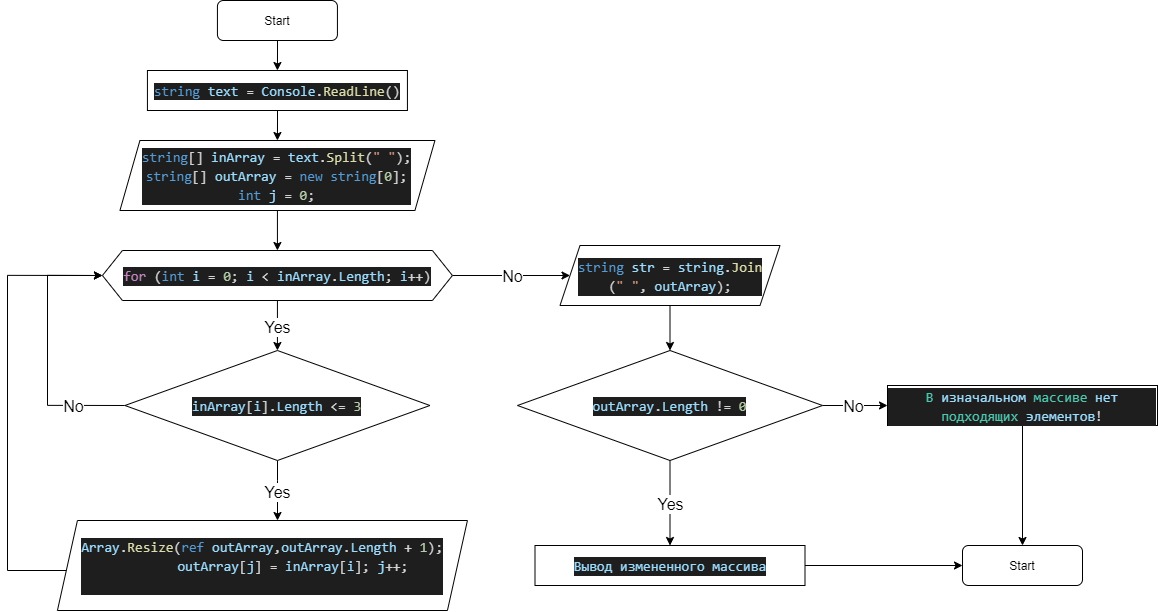 Start
string text = Console.ReadLine()
string[] inArray = text.Split(" ");
string[] outArray = new string[0];
int j = 0;
for (int i = 0; i < inArray.Length; i++)
No
string str = string.Join
(" ", outArray);
Yes
inArray[i].Length <= 3
No
Yes
Array.Resize(ref outArray,outArray.Length + 1);
outArray[j] = inArray[i]; j++;
outArray.Length != 0
No
В изначальном массиве нет
подходящих элементов!
Yes
Вывод измененного массива
Start